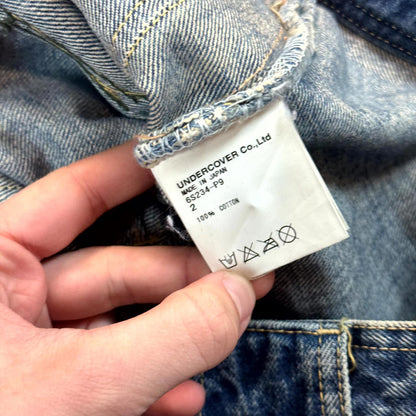 UNDERCOVER Co.,Ltd
MADE IN JAPAN
6S234-P9
2
100% COTTON